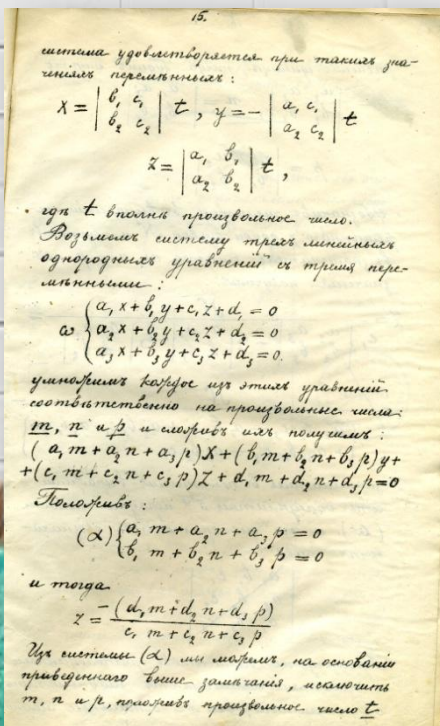 15.
система удовлетворяется при такихъ зна-
ченіяхъ перемѣнныхъ:
x = | b₁ c₁ | t, y = − | a₁ c₁ | t
| b₂ c₂ | | a₂ c₂ |
z = | a₁ b₁ | t,
| a₂ b₂ |
гдѣ t вполнѣ произвольное число.
Возьмемъ систему трехъ линейныхъ
однородныхъ уравненій съ тремя пере-
мѣнными:
ω { a₁x + b₁y + c₁z + d₁ = 0
a₂x + b₂y + c₂z + d₂ = 0
a₃x + b₃y + c₃z + d₃ = 0.
умножимъ каждое изъ этихъ уравненій
соотвѣтственно на произвольные числа:
m, n и p и сложивъ ихъ получимъ:
(a₁m + a₂n + a₃p)x + (b₁m + b₂n + b₃p)y +
+ (c₁m + c₂n + c₃p)z + d₁m + d₂n + d₃p = 0
Положивъ:
(α) { a₁m + a₂n + a₃p = 0
b₁m + b₂n + b₃p = 0
и тогда
z = −(d₁m + d₂n + d₃p)
c₁m + c₂n + c₃p
Изъ системы (α) мы можемъ, на основаніи
приведеннаго выше замѣчанія, исключить
m, n и p, положивъ произвольное число t